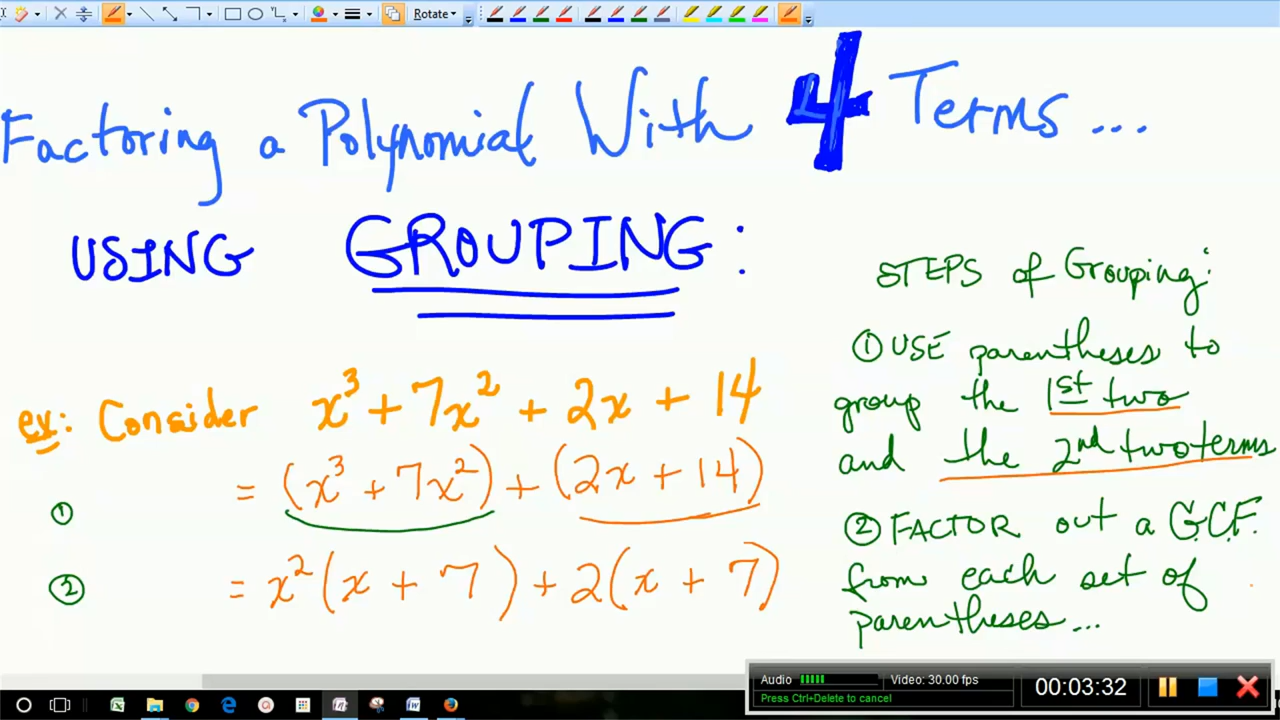 Rotate
Factoring a Polynomial With 4 Terms...
USING GROUPING:
STEPS of Grouping:
① USE parentheses to
group the 1st two
and the 2nd two terms
② FACTOR out a G.C.F.
from each set of
parentheses...
ex: Consider x³ + 7x² + 2x + 14
① = (x³ + 7x²) + (2x + 14)
② = x²(x + 7) + 2(x + 7)
Audio Video: 30.00 fps
Press Ctrl+Delete to cancel
00:03:32